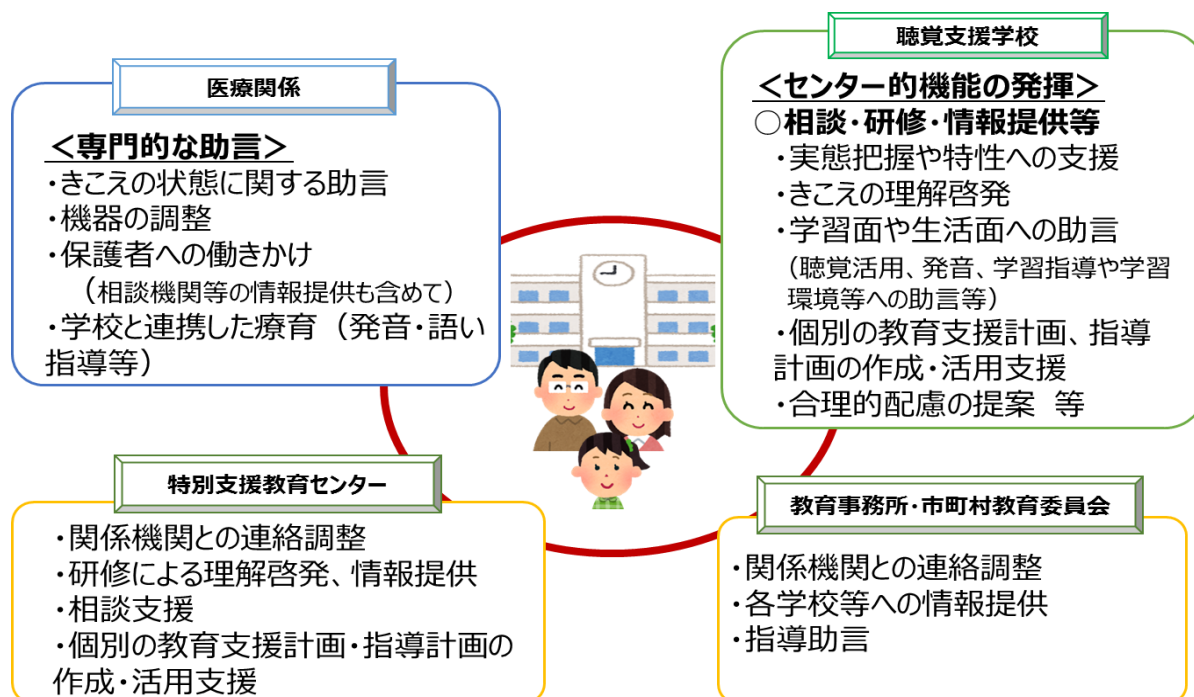 医療関係
＜専門的な助言＞
・きこえの状態に関する助言
・機器の調整
・保護者への働きかけ
（相談機関等の情報提供も含めて）
・学校と連携した療育（発音・語い
指導等）
聴覚支援学校
＜センター的機能の発揮＞
○相談・研修・情報提供等
・実態把握や特性への支援
・きこえの理解啓発
・学習面や生活面への助言
（聴覚活用、発音、学習指導や学習
環境等への助言等）
・個別の教育支援計画、指導
計画の作成・活用支援
・合理的配慮の提案 等
特別支援教育センター
・関係機関との連絡調整
・研修による理解啓発、情報提供
・相談支援
・個別の教育支援計画・指導計画の
作成・活用支援
教育事務所・市町村教育委員会
・関係機関との連絡調整
・各学校等への情報提供
・指導助言